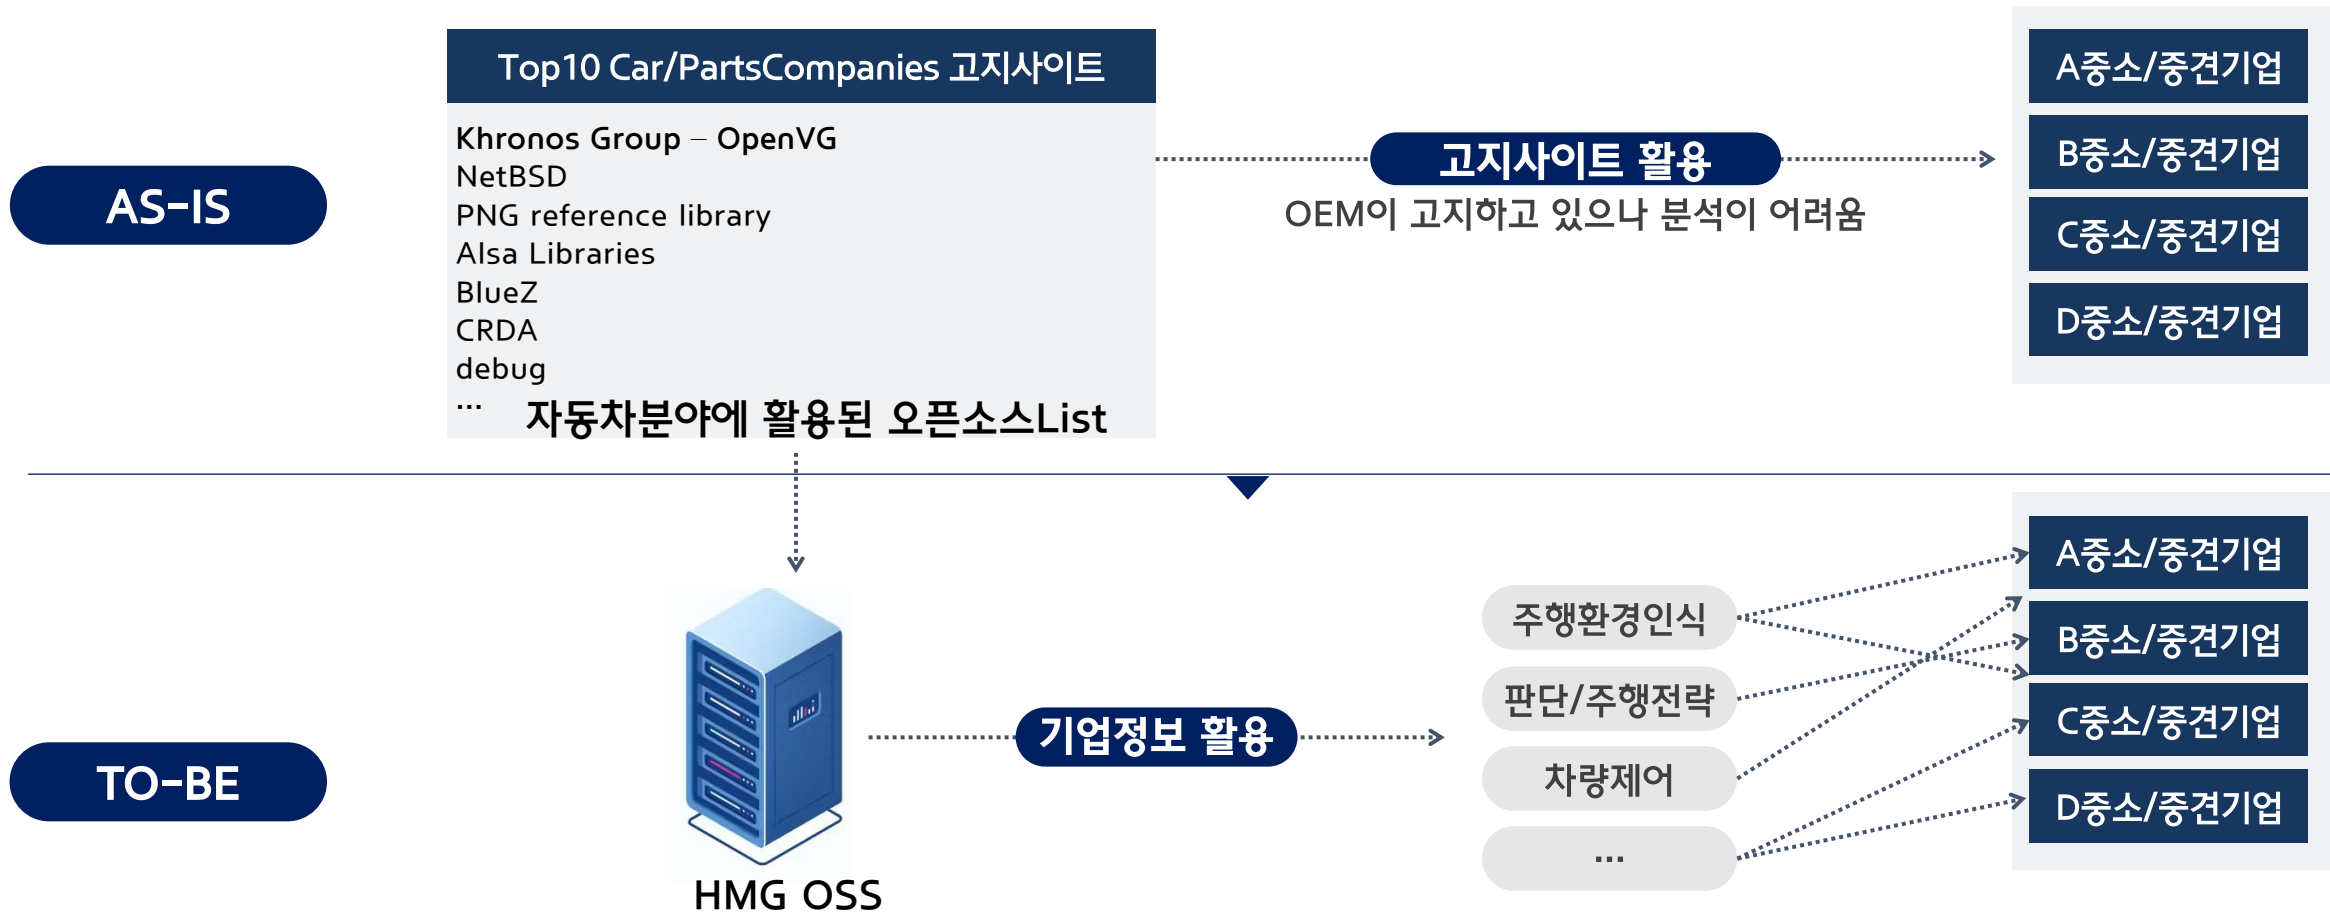 AS-IS
Top10 Car/PartsCompanies 고지사이트
Khronos Group – OpenVG
NetBSD
PNG reference library
Alsa Libraries
BlueZ
CRDA
debug
...
자동차분야에 활용된 오픈소스List
고지사이트 활용
OEM이 고지하고 있으나 분석이 어려움
A중소/중견기업
B중소/중견기업
C중소/중견기업
D중소/중견기업
TO-BE
HMG OSS
기업정보 활용
주행환경인식
판단/주행전략
차량제어
...
A중소/중견기업
B중소/중견기업
C중소/중견기업
D중소/중견기업